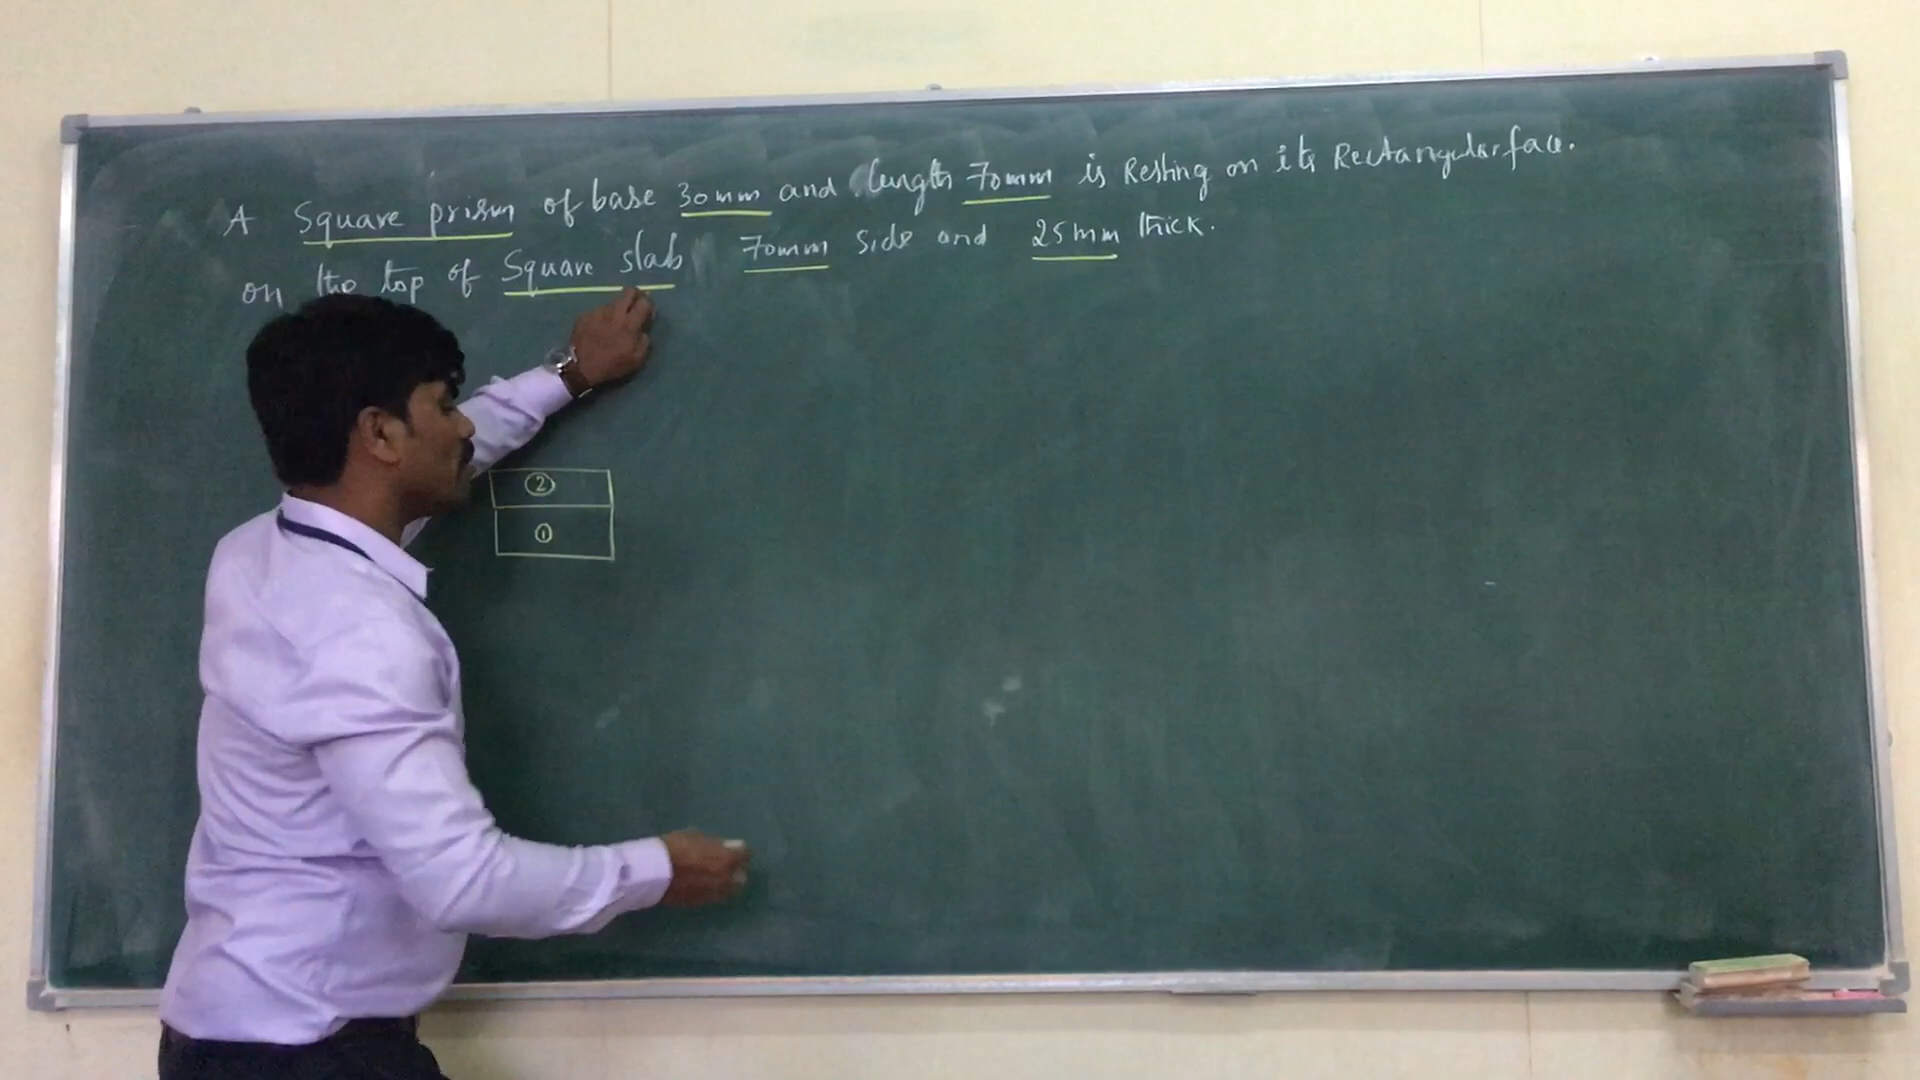 A Square prism of base 30mm and length 70mm is Resting on its Rectangular face.
on the top of Square slab 70mm side and 25mm thick.
2
1